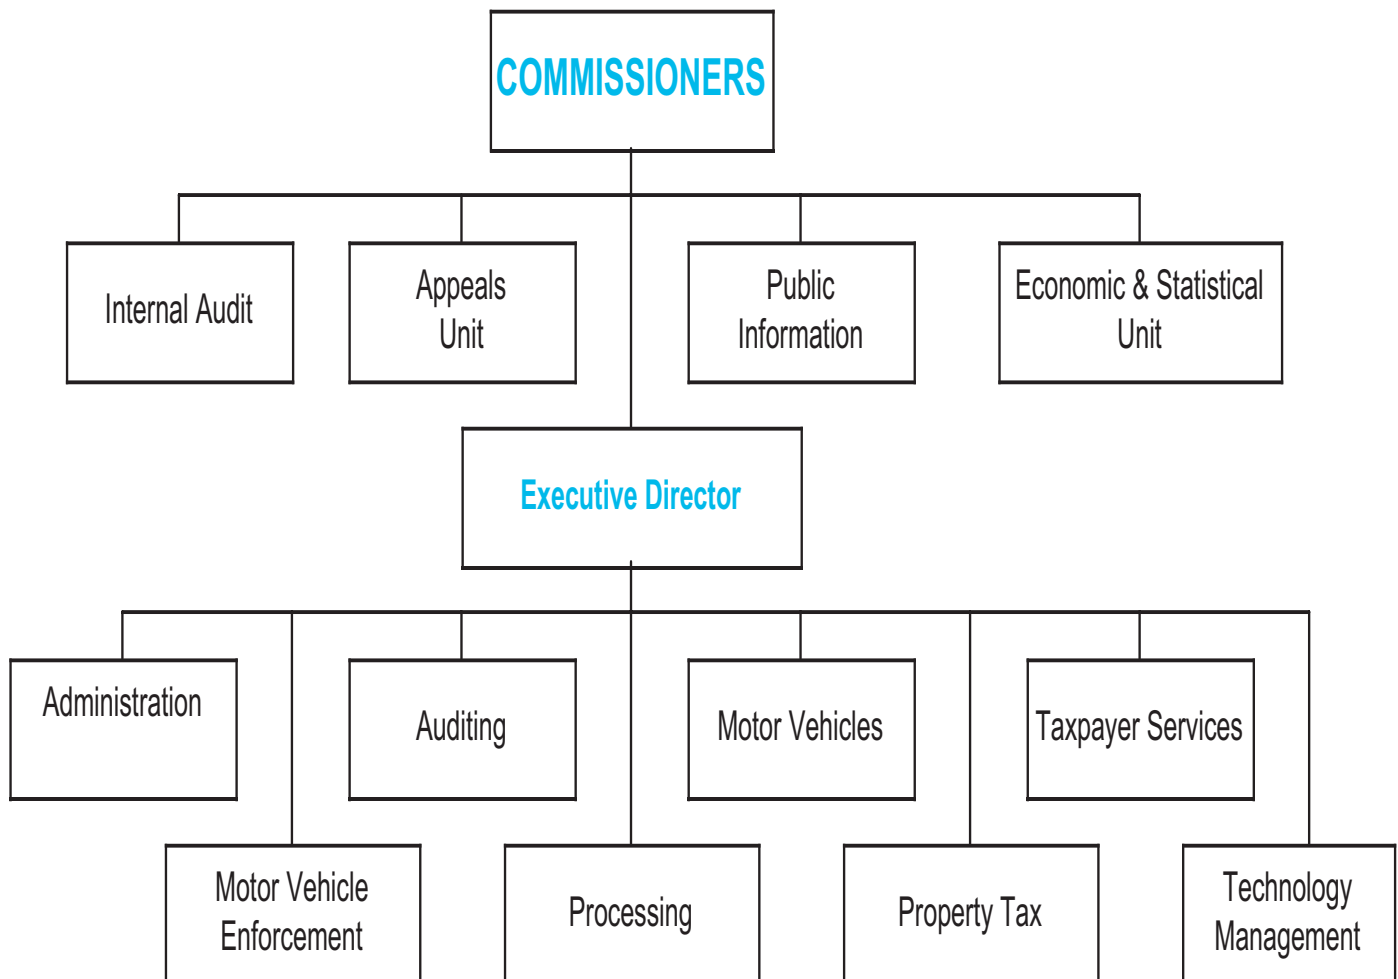 COMMISSIONERS
Internal Audit
Appeals
Unit
Public
Information
Economic & Statistical
Unit
Executive Director
Administration
Auditing
Motor Vehicles
Taxpayer Services
Motor Vehicle
Enforcement
Processing
Property Tax
Technology
Management